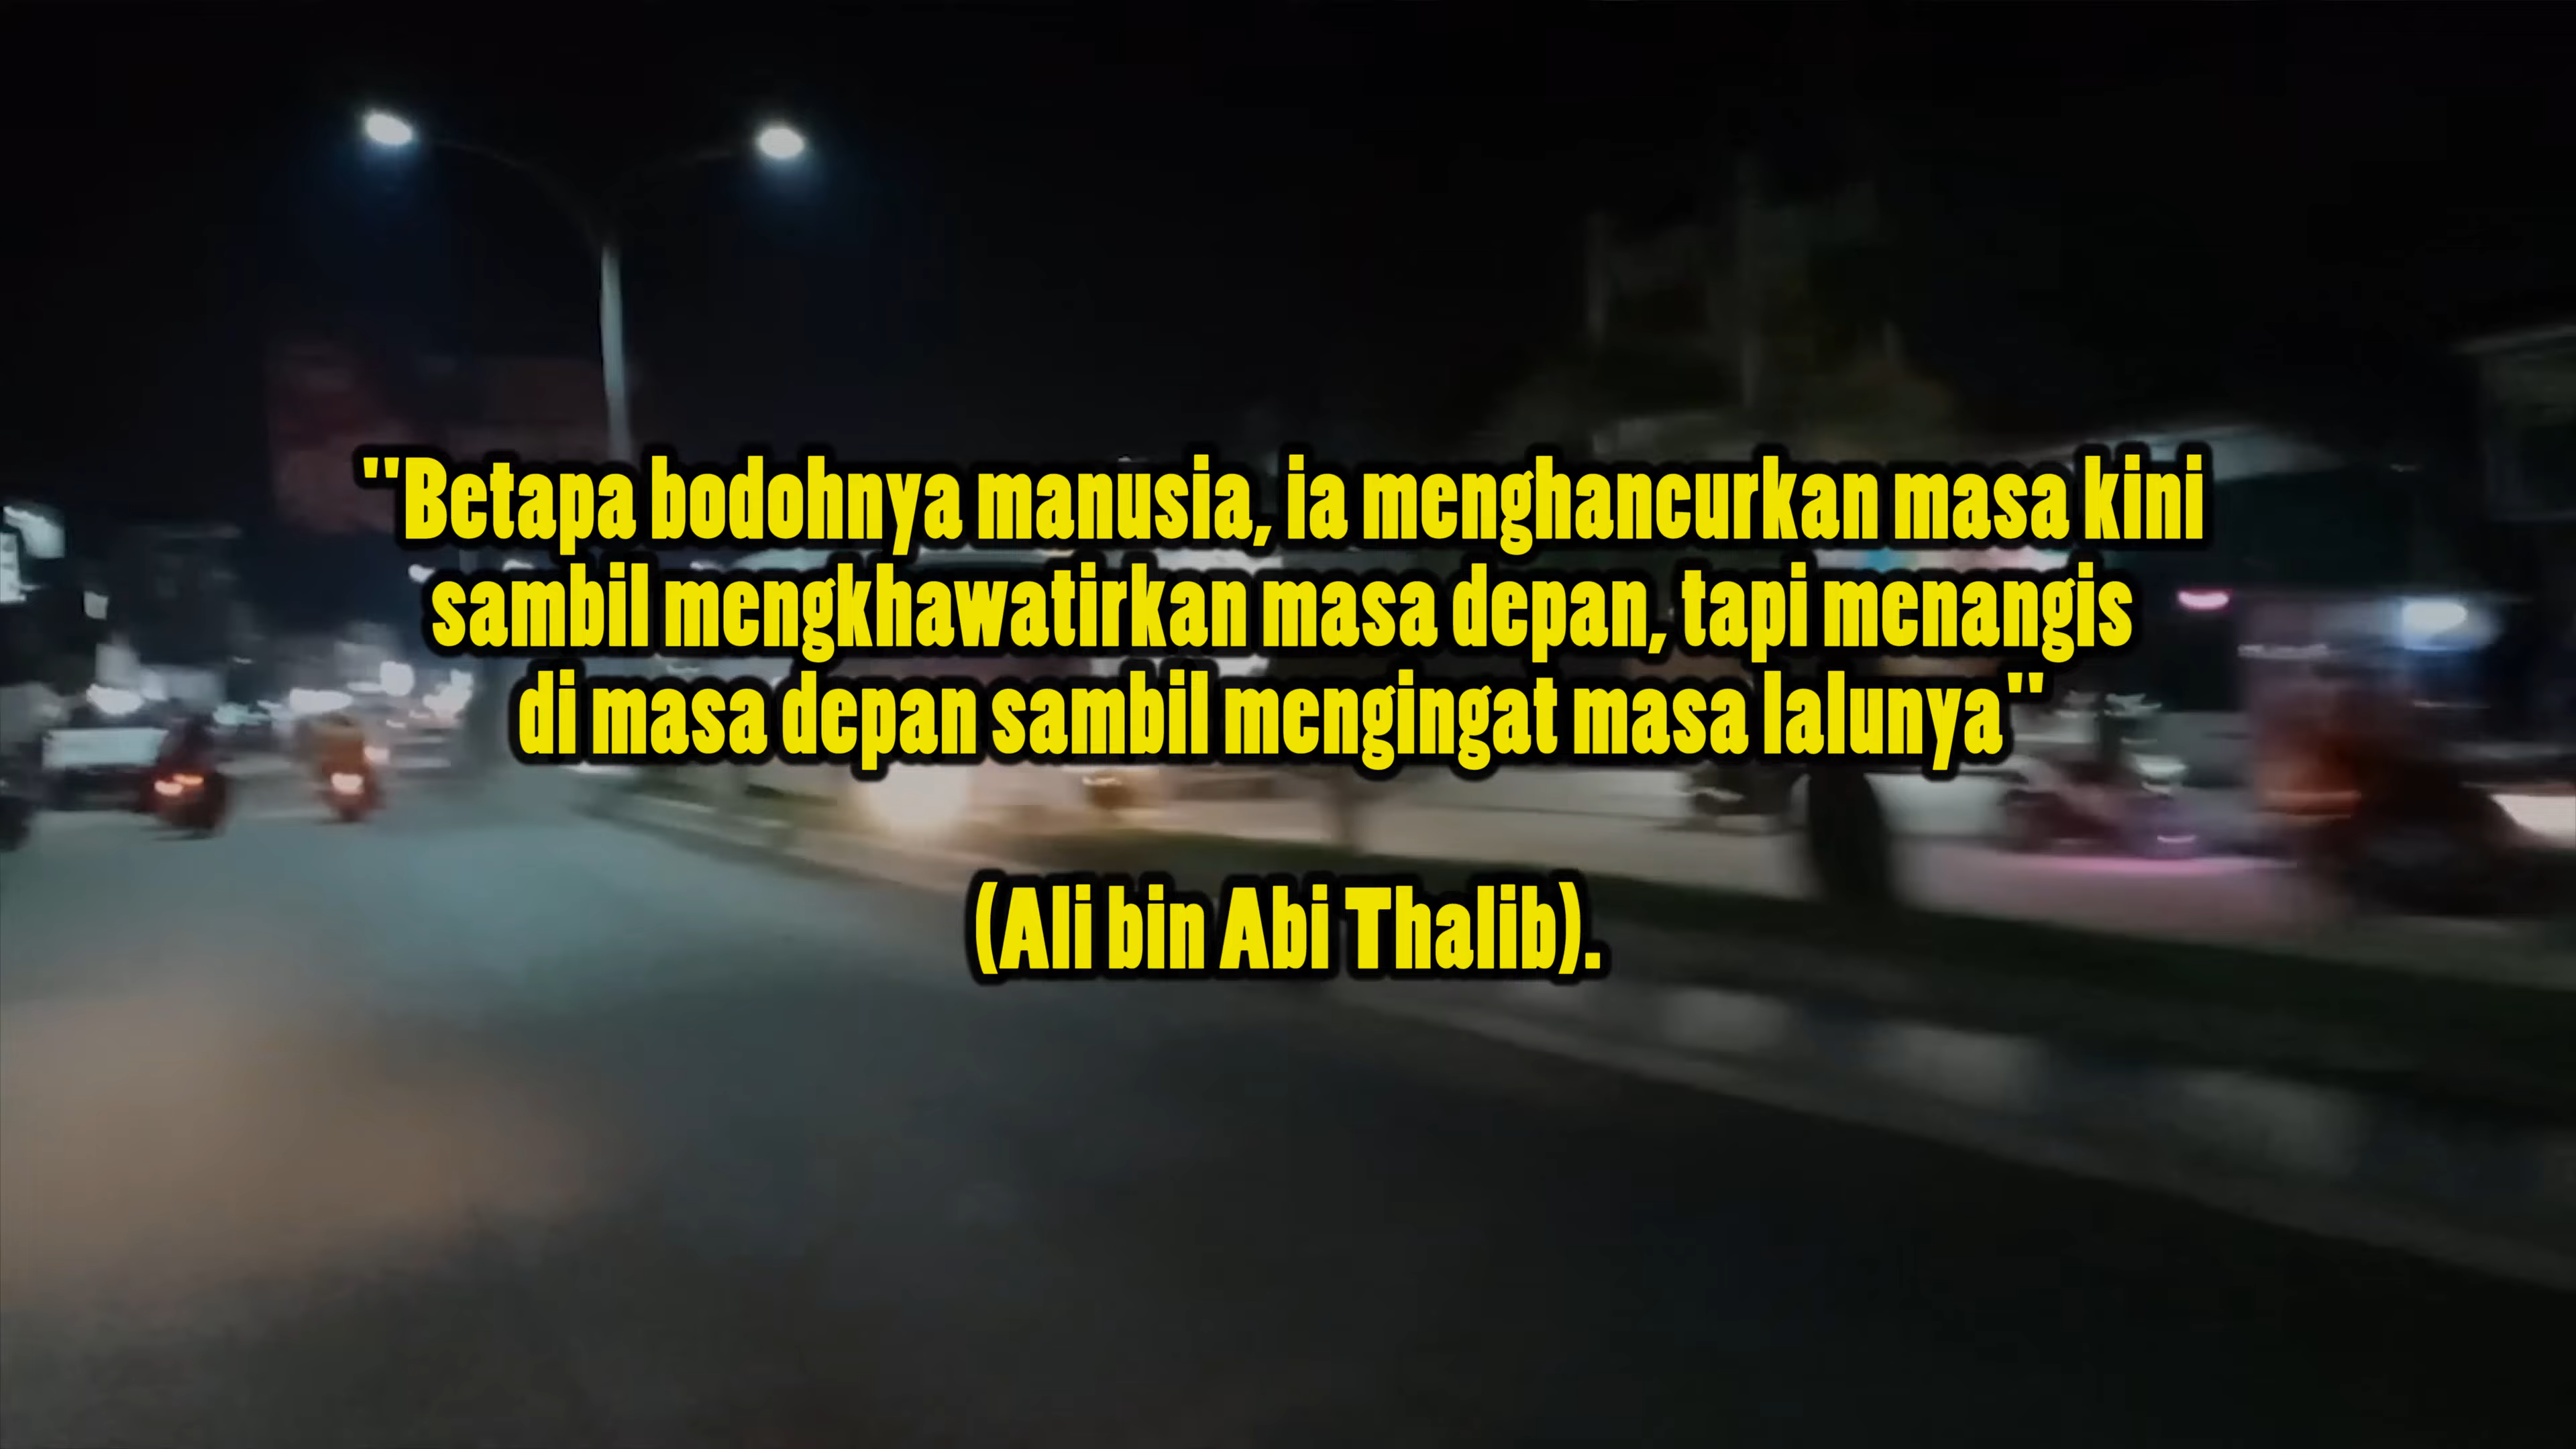 "Betapa bodohnya manusia, ia menghancurkan masa kini
sambil mengkhawatirkan masa depan, tapi menangis
di masa depan sambil mengingat masa lalunya"
(Ali bin Abi Thalib).